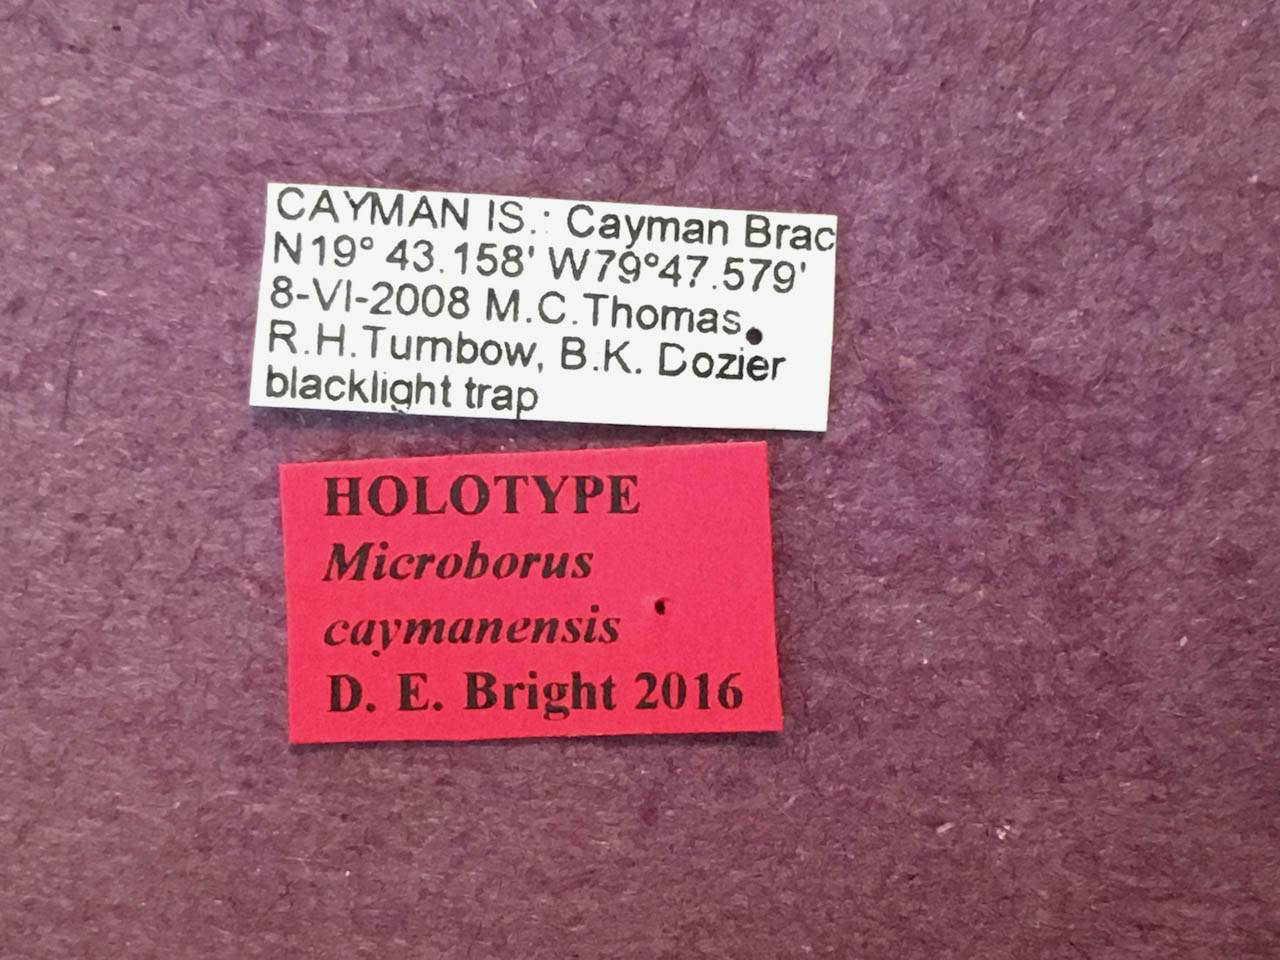 CAYMAN IS.: Cayman Brac
N19° 43.158' W79°47.579'
8-VI-2008 M.C.Thomas,
R.H.Turnbow, B.K. Dozier
blacklight trap
HOLOTYPE
Microborus
caymanensis
D. E. Bright 2016